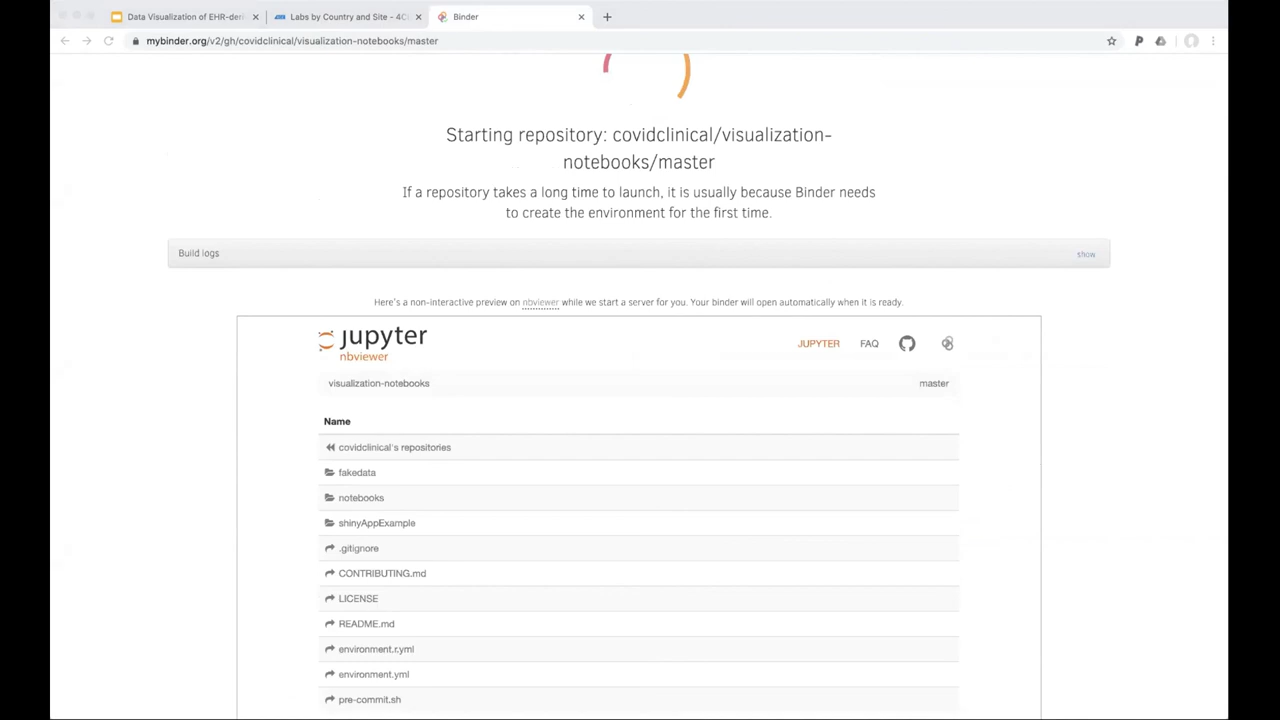 Data Visualization of EHR-deri
Labs by Country and Site - 4C
Binder
mybinder.org/v2/gh/covidclinical/visualization-notebooks/master
Starting repository: covidclinical/visualization-
notebooks/master
If a repository takes a long time to launch, it is usually because Binder needs
to create the environment for the first time.
Build logs
show
Here's a non-interactive preview on nbviewer while we start a server for you. Your binder will open automatically when it is ready.
jupyter
nbviewer
JUPYTER
FAQ
visualization-notebooks
master
Name
covidclinical's repositories
fakedata
notebooks
shinyAppExample
.gitignore
CONTRIBUTING.md
LICENSE
README.md
environment.r.yml
environment.yml
pre-commit.sh